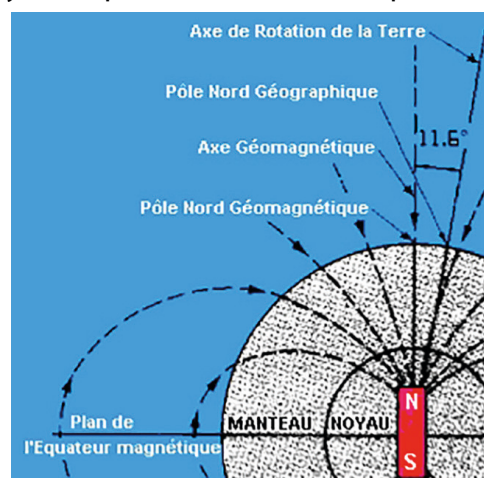 Axe de Rotation de la Terre
Pôle Nord Géographique
11.6°
Axe Géomagnétique
Pôle Nord Géomagnétique
N
Plan de
MANTEAU
NOYAU
l'Equateur magnétique
S